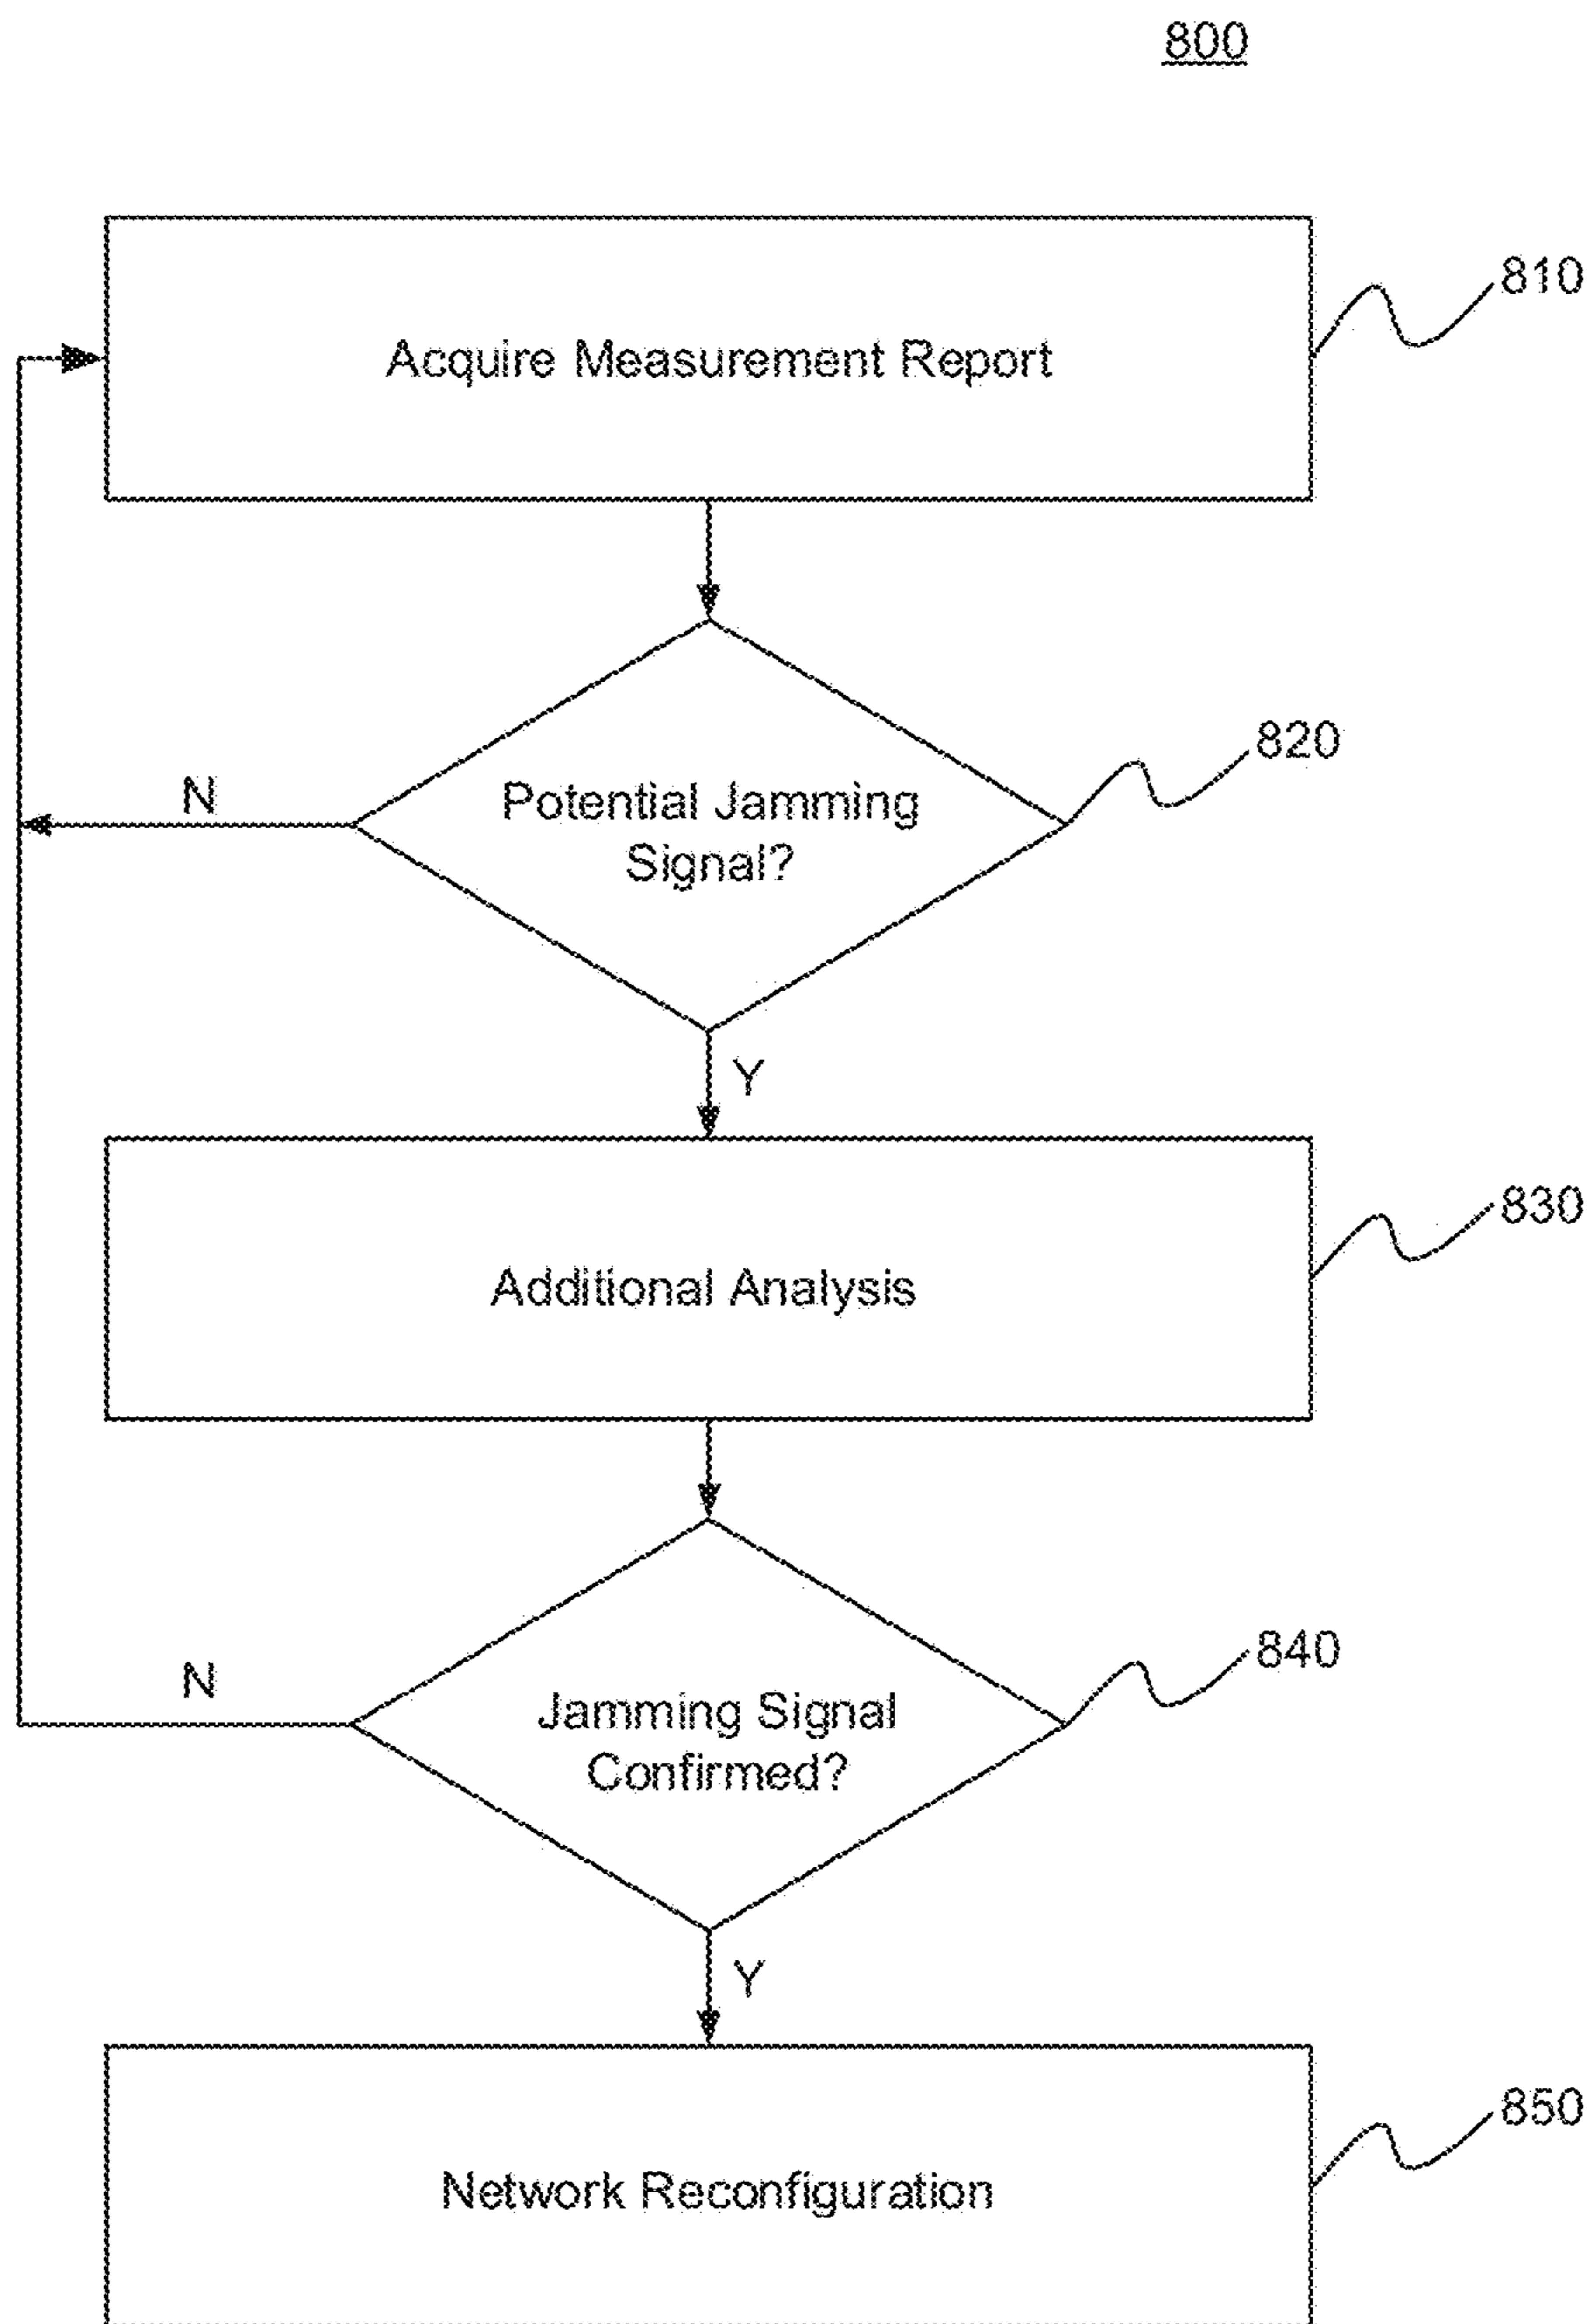 800
Acquire Measurement Report
810
Potential Jamming
Signal?
820
N
Y
Additional Analysis
830
Jamming Signal
Confirmed?
840
N
Y
Network Reconfiguration
850